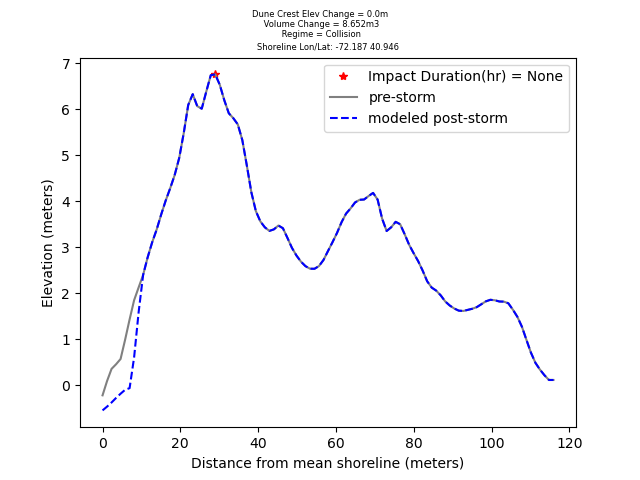 Dune Crest Elev Change = 0.0m
Volume Change = 8.652m3
Regime = Collision
Shoreline Lon/Lat: -72.187 40.946
Impact Duration(hr) = None
pre-storm
modeled post-storm
7
6
5
4
3
2
1
0
Elevation (meters)
0 20 40 60 80 100 120
Distance from mean shoreline (meters)